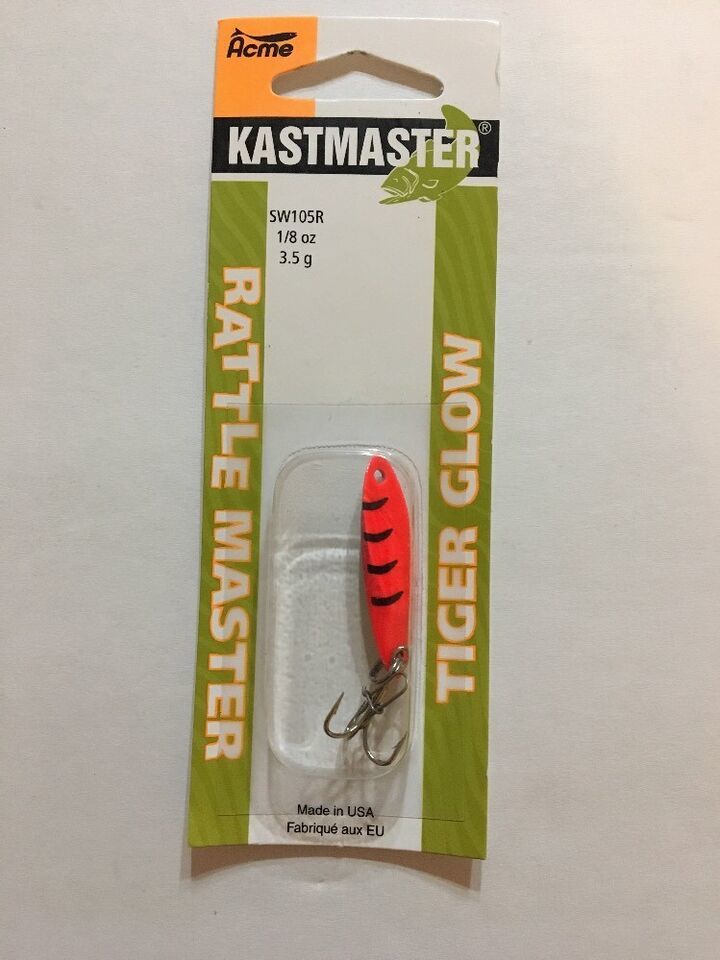 Acme
KASTMASTER®
SW105R
1/8 oz
3.5 g
RATTLE MASTER
TIGER GLOW
Made in USA
Fabriqué aux EU